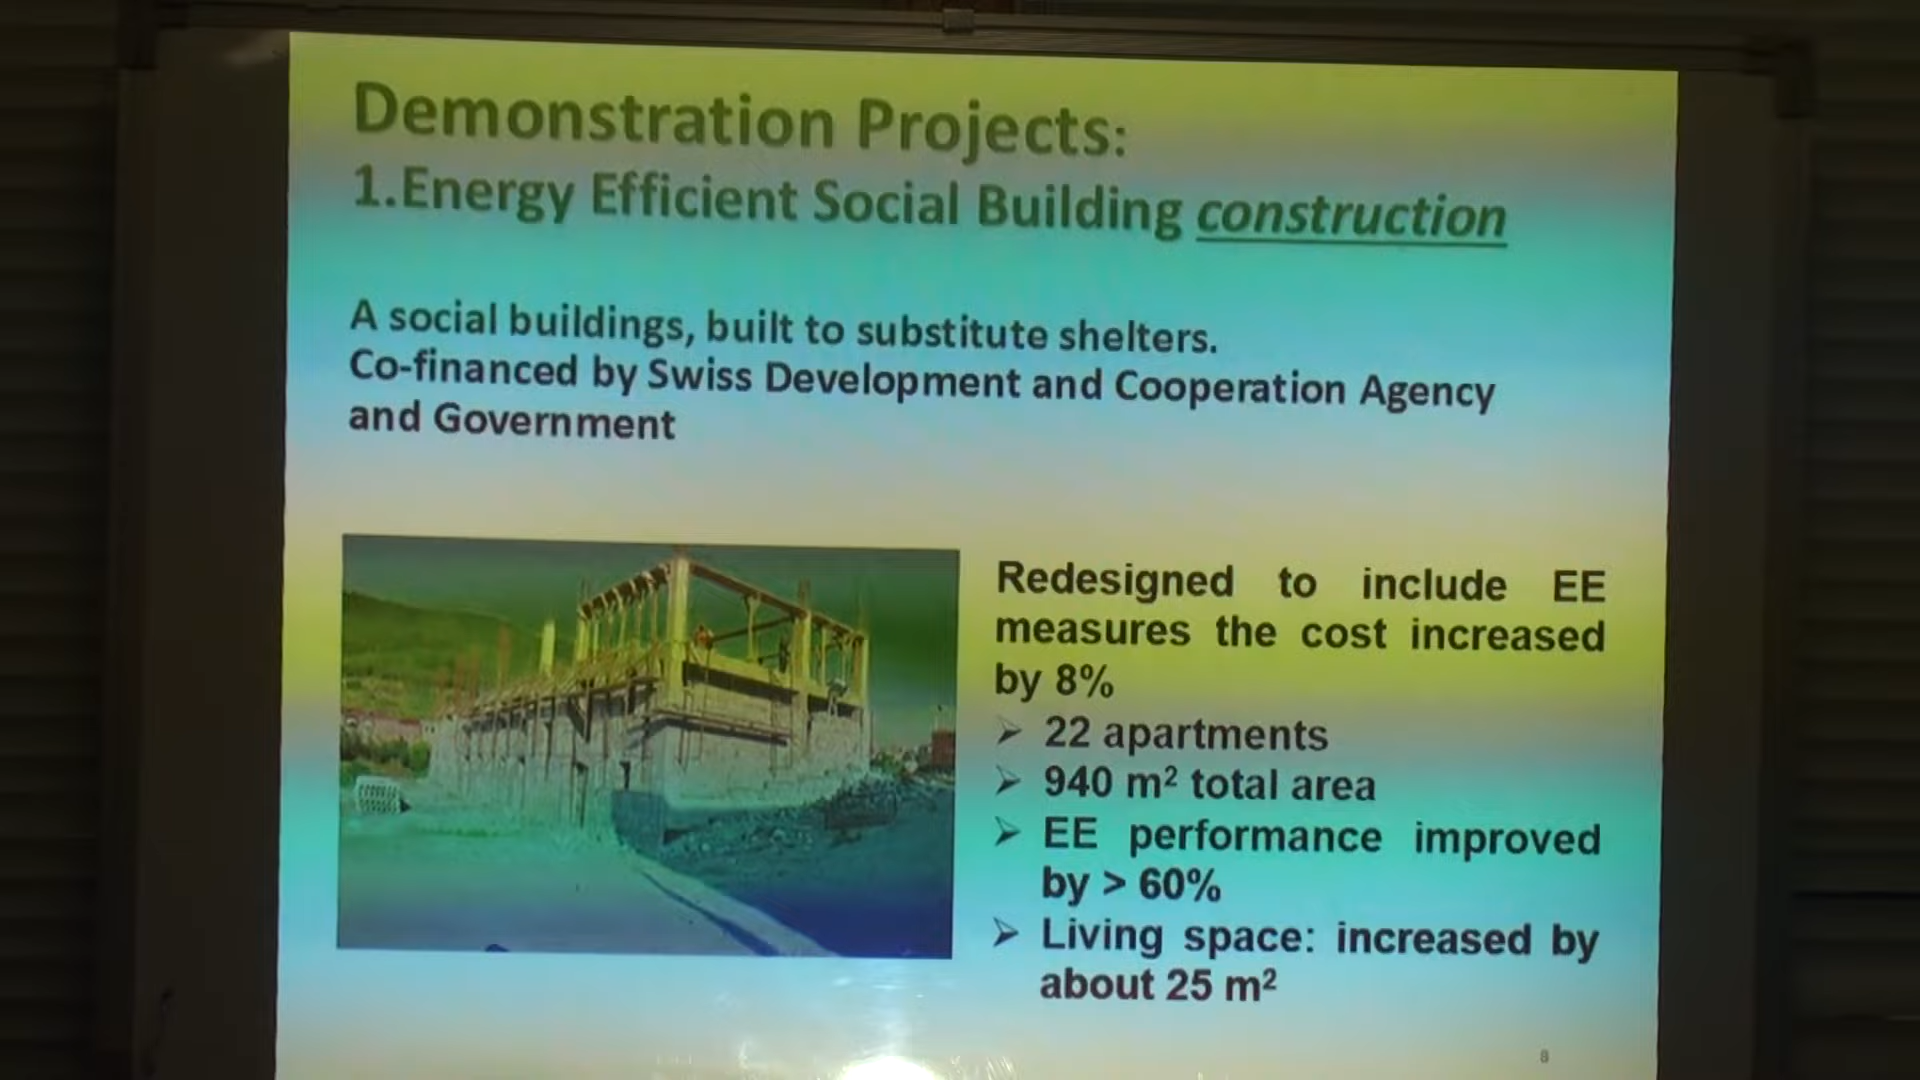 Demonstration Projects:
1.Energy Efficient Social Building construction
A social buildings, built to substitute shelters.
Co-financed by Swiss Development and Cooperation Agency
and Government
Redesigned to include EE
measures the cost increased
by 8%
➢ 22 apartments
➢ 940 m² total area
➢ EE performance improved
by > 60%
➢ Living space: increased by
about 25 m²
8